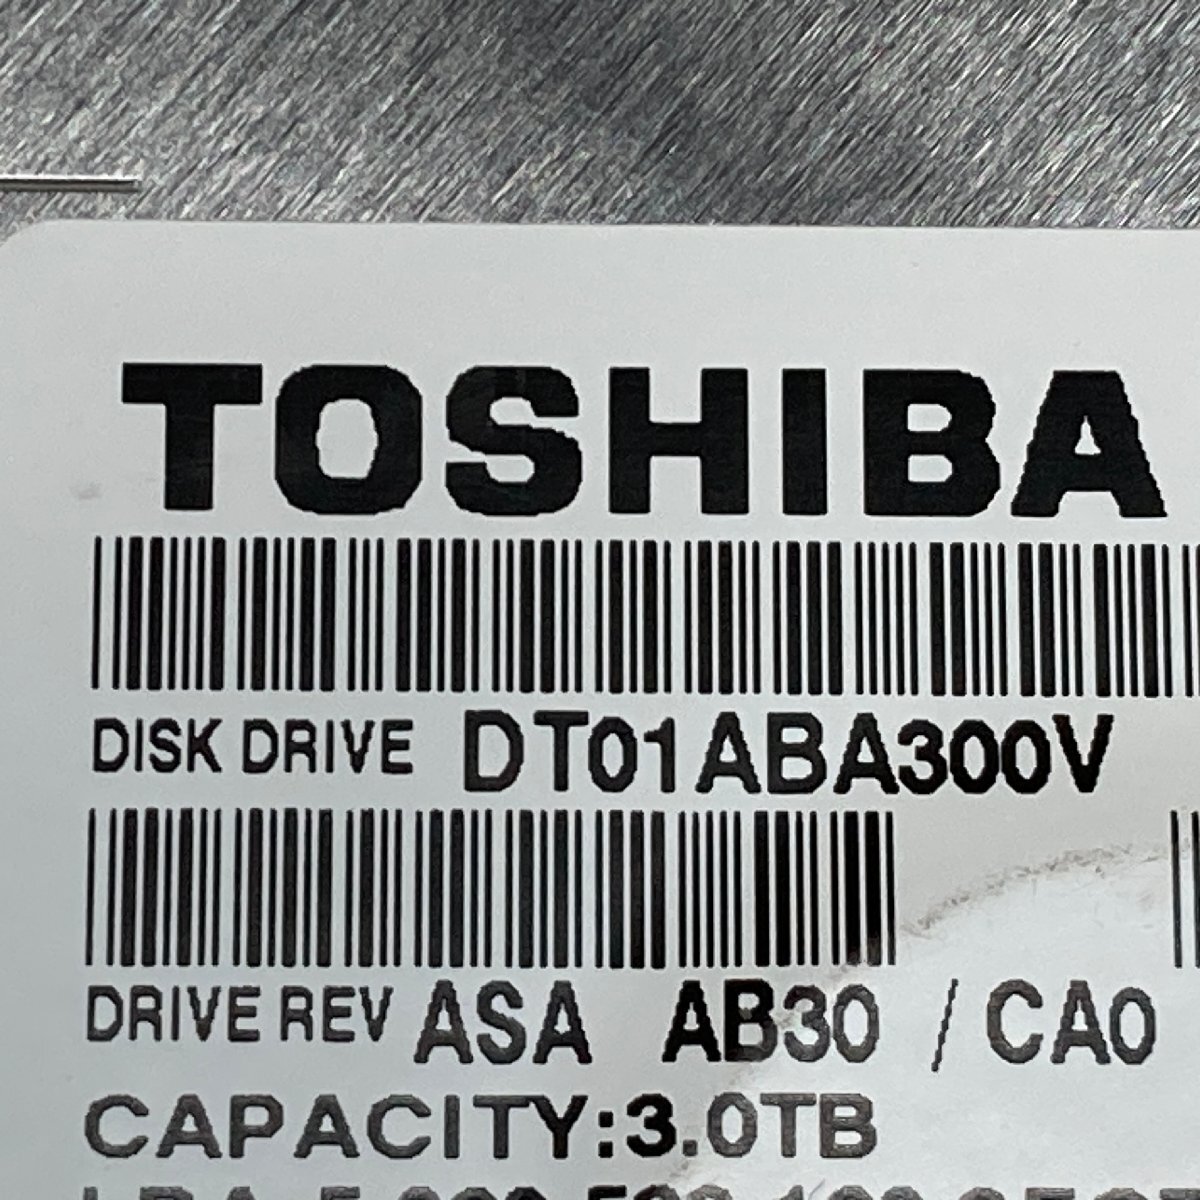 TOSHIBA
DISK DRIVE DT01ABA300V
DRIVE REV ASA AB30 / CA0
CAPACITY:3.0TB